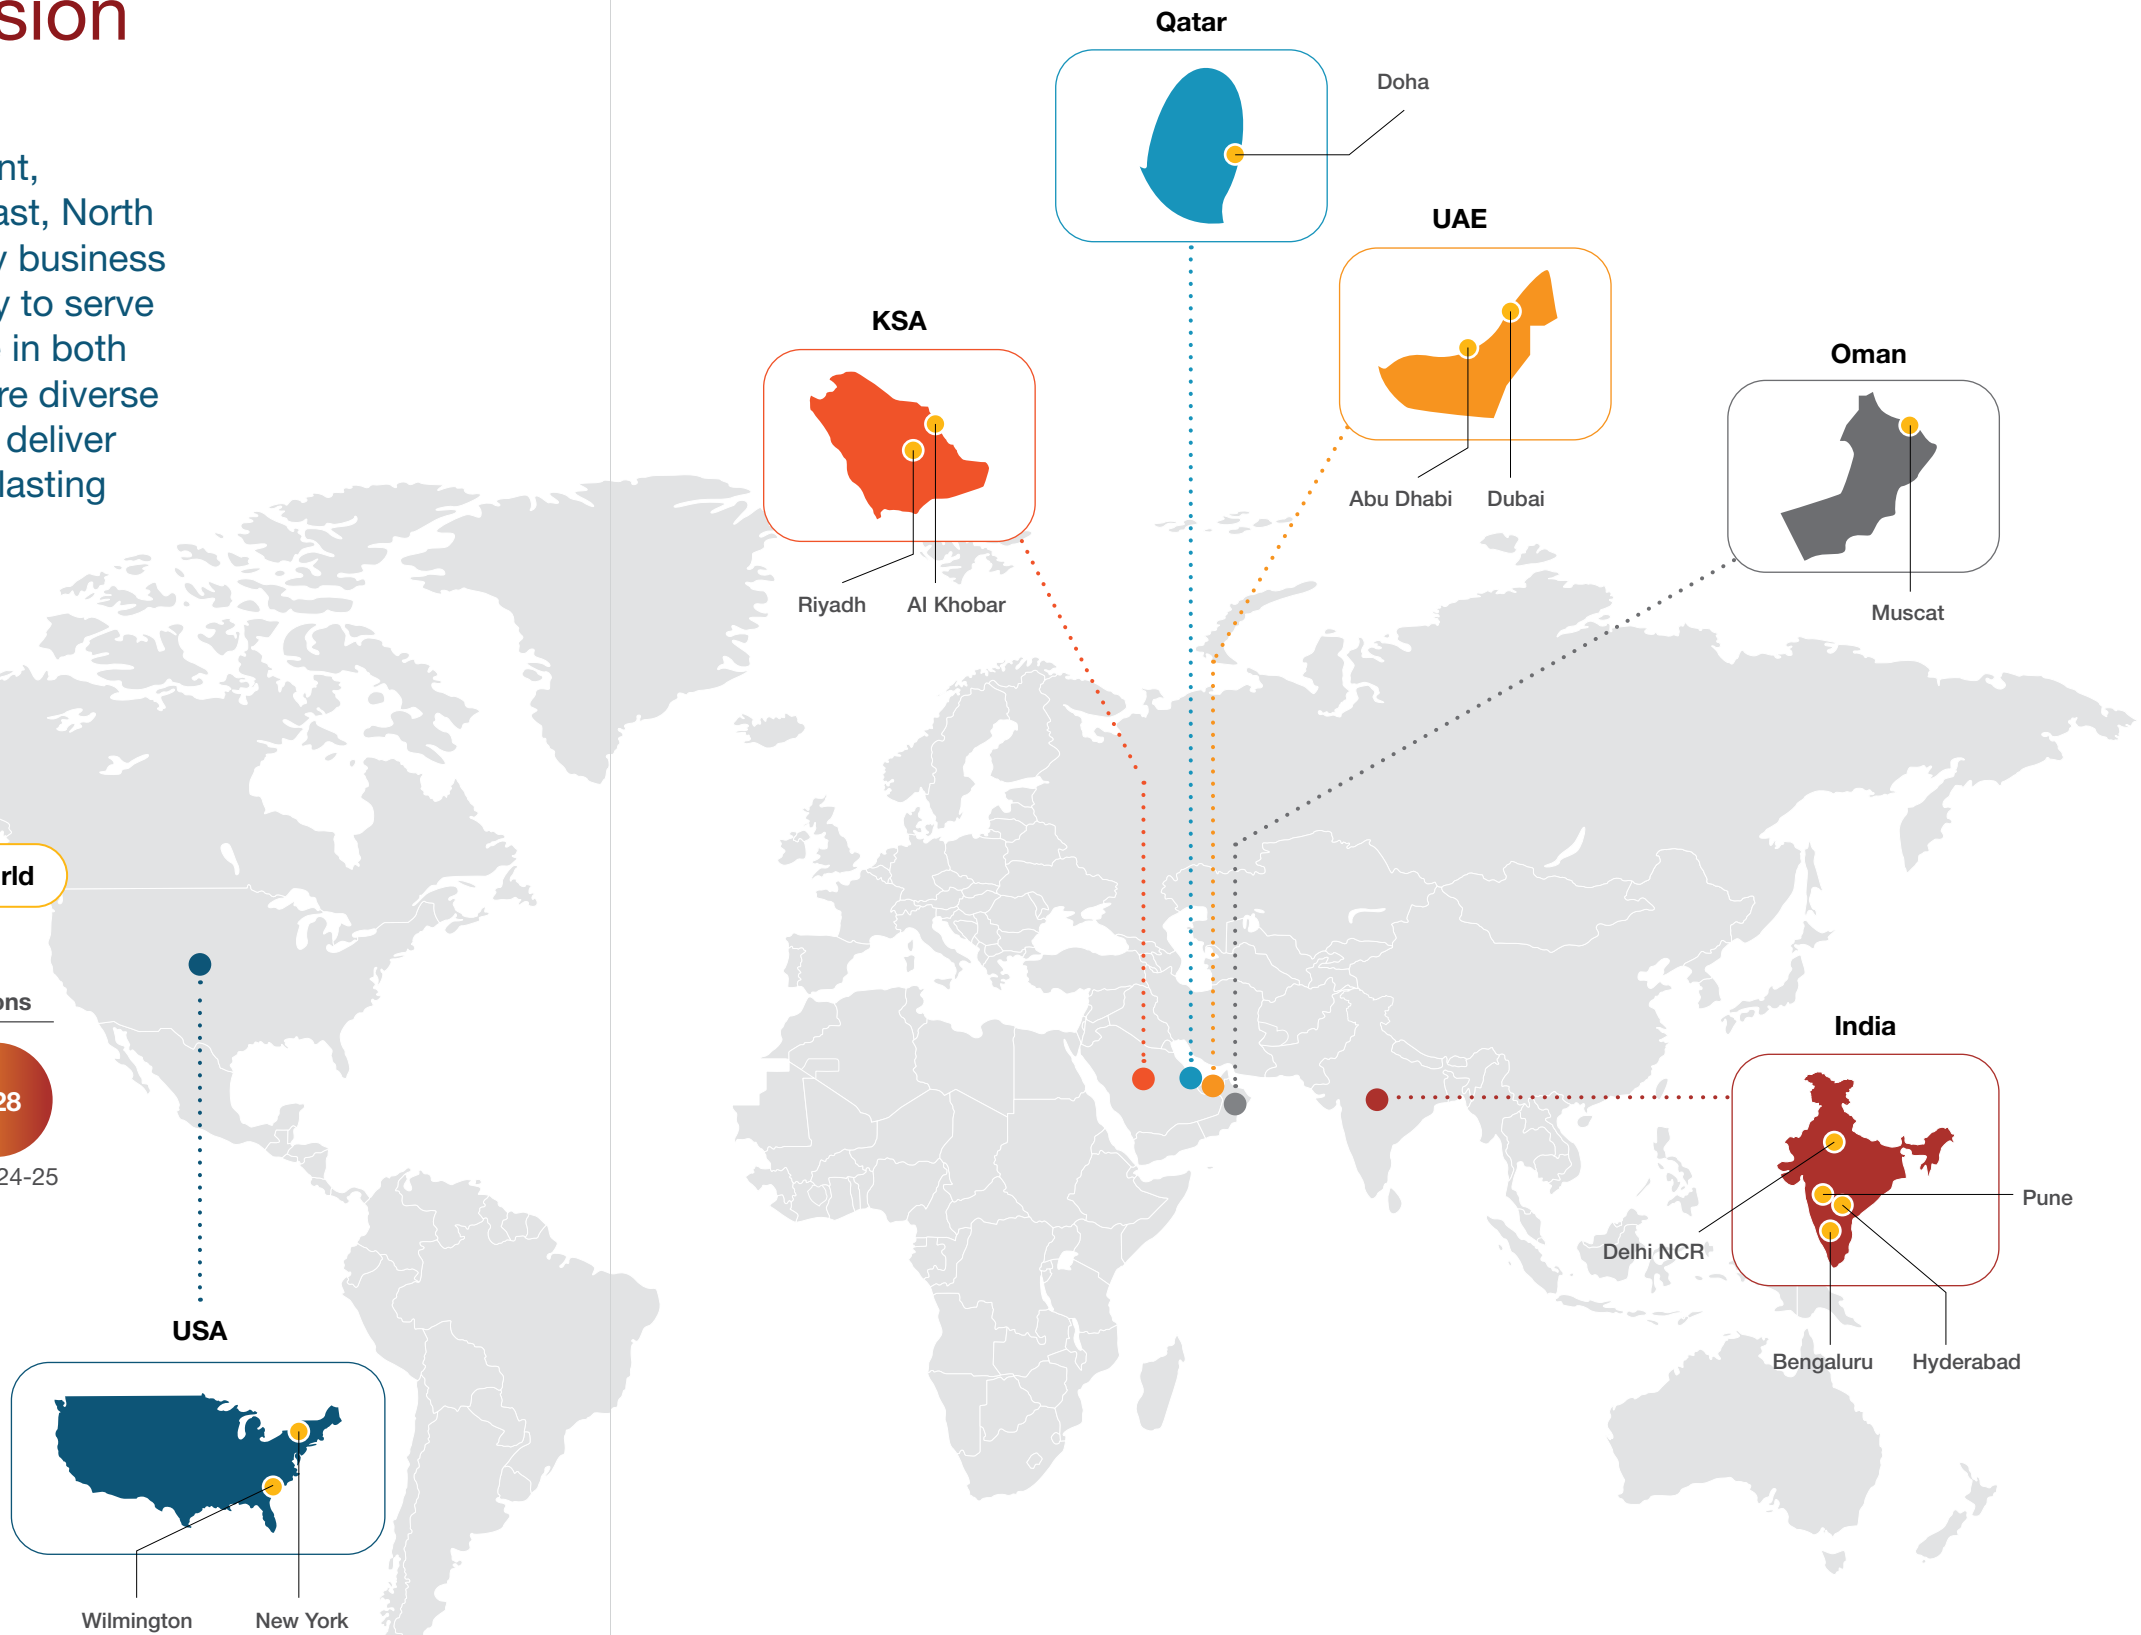 sion
nt,
ast, North
y business
y to serve
in both
re diverse
deliver
lasting
rld
ons
28
24-25
USA
Wilmington
New York
Qatar
Doha
UAE
Abu Dhabi
Dubai
KSA
Riyadh
Al Khobar
Oman
Muscat
India
Pune
Delhi NCR
Bengaluru
Hyderabad